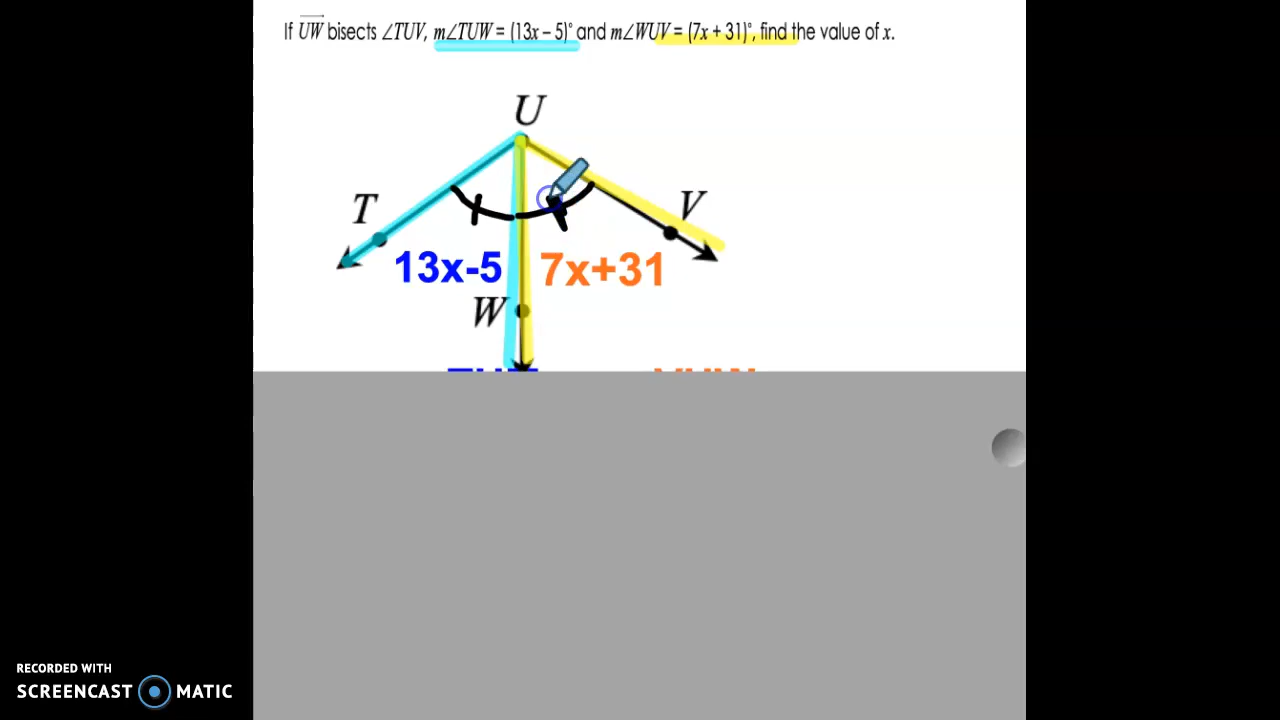 If UW bisects ∠TUV, m∠TUW = (13x – 5)° and m∠WUV = (7x + 31)°, find the value of x.
U
T
V
13x-5 7x+31
W
RECORDED WITH
SCREENCAST MATIC